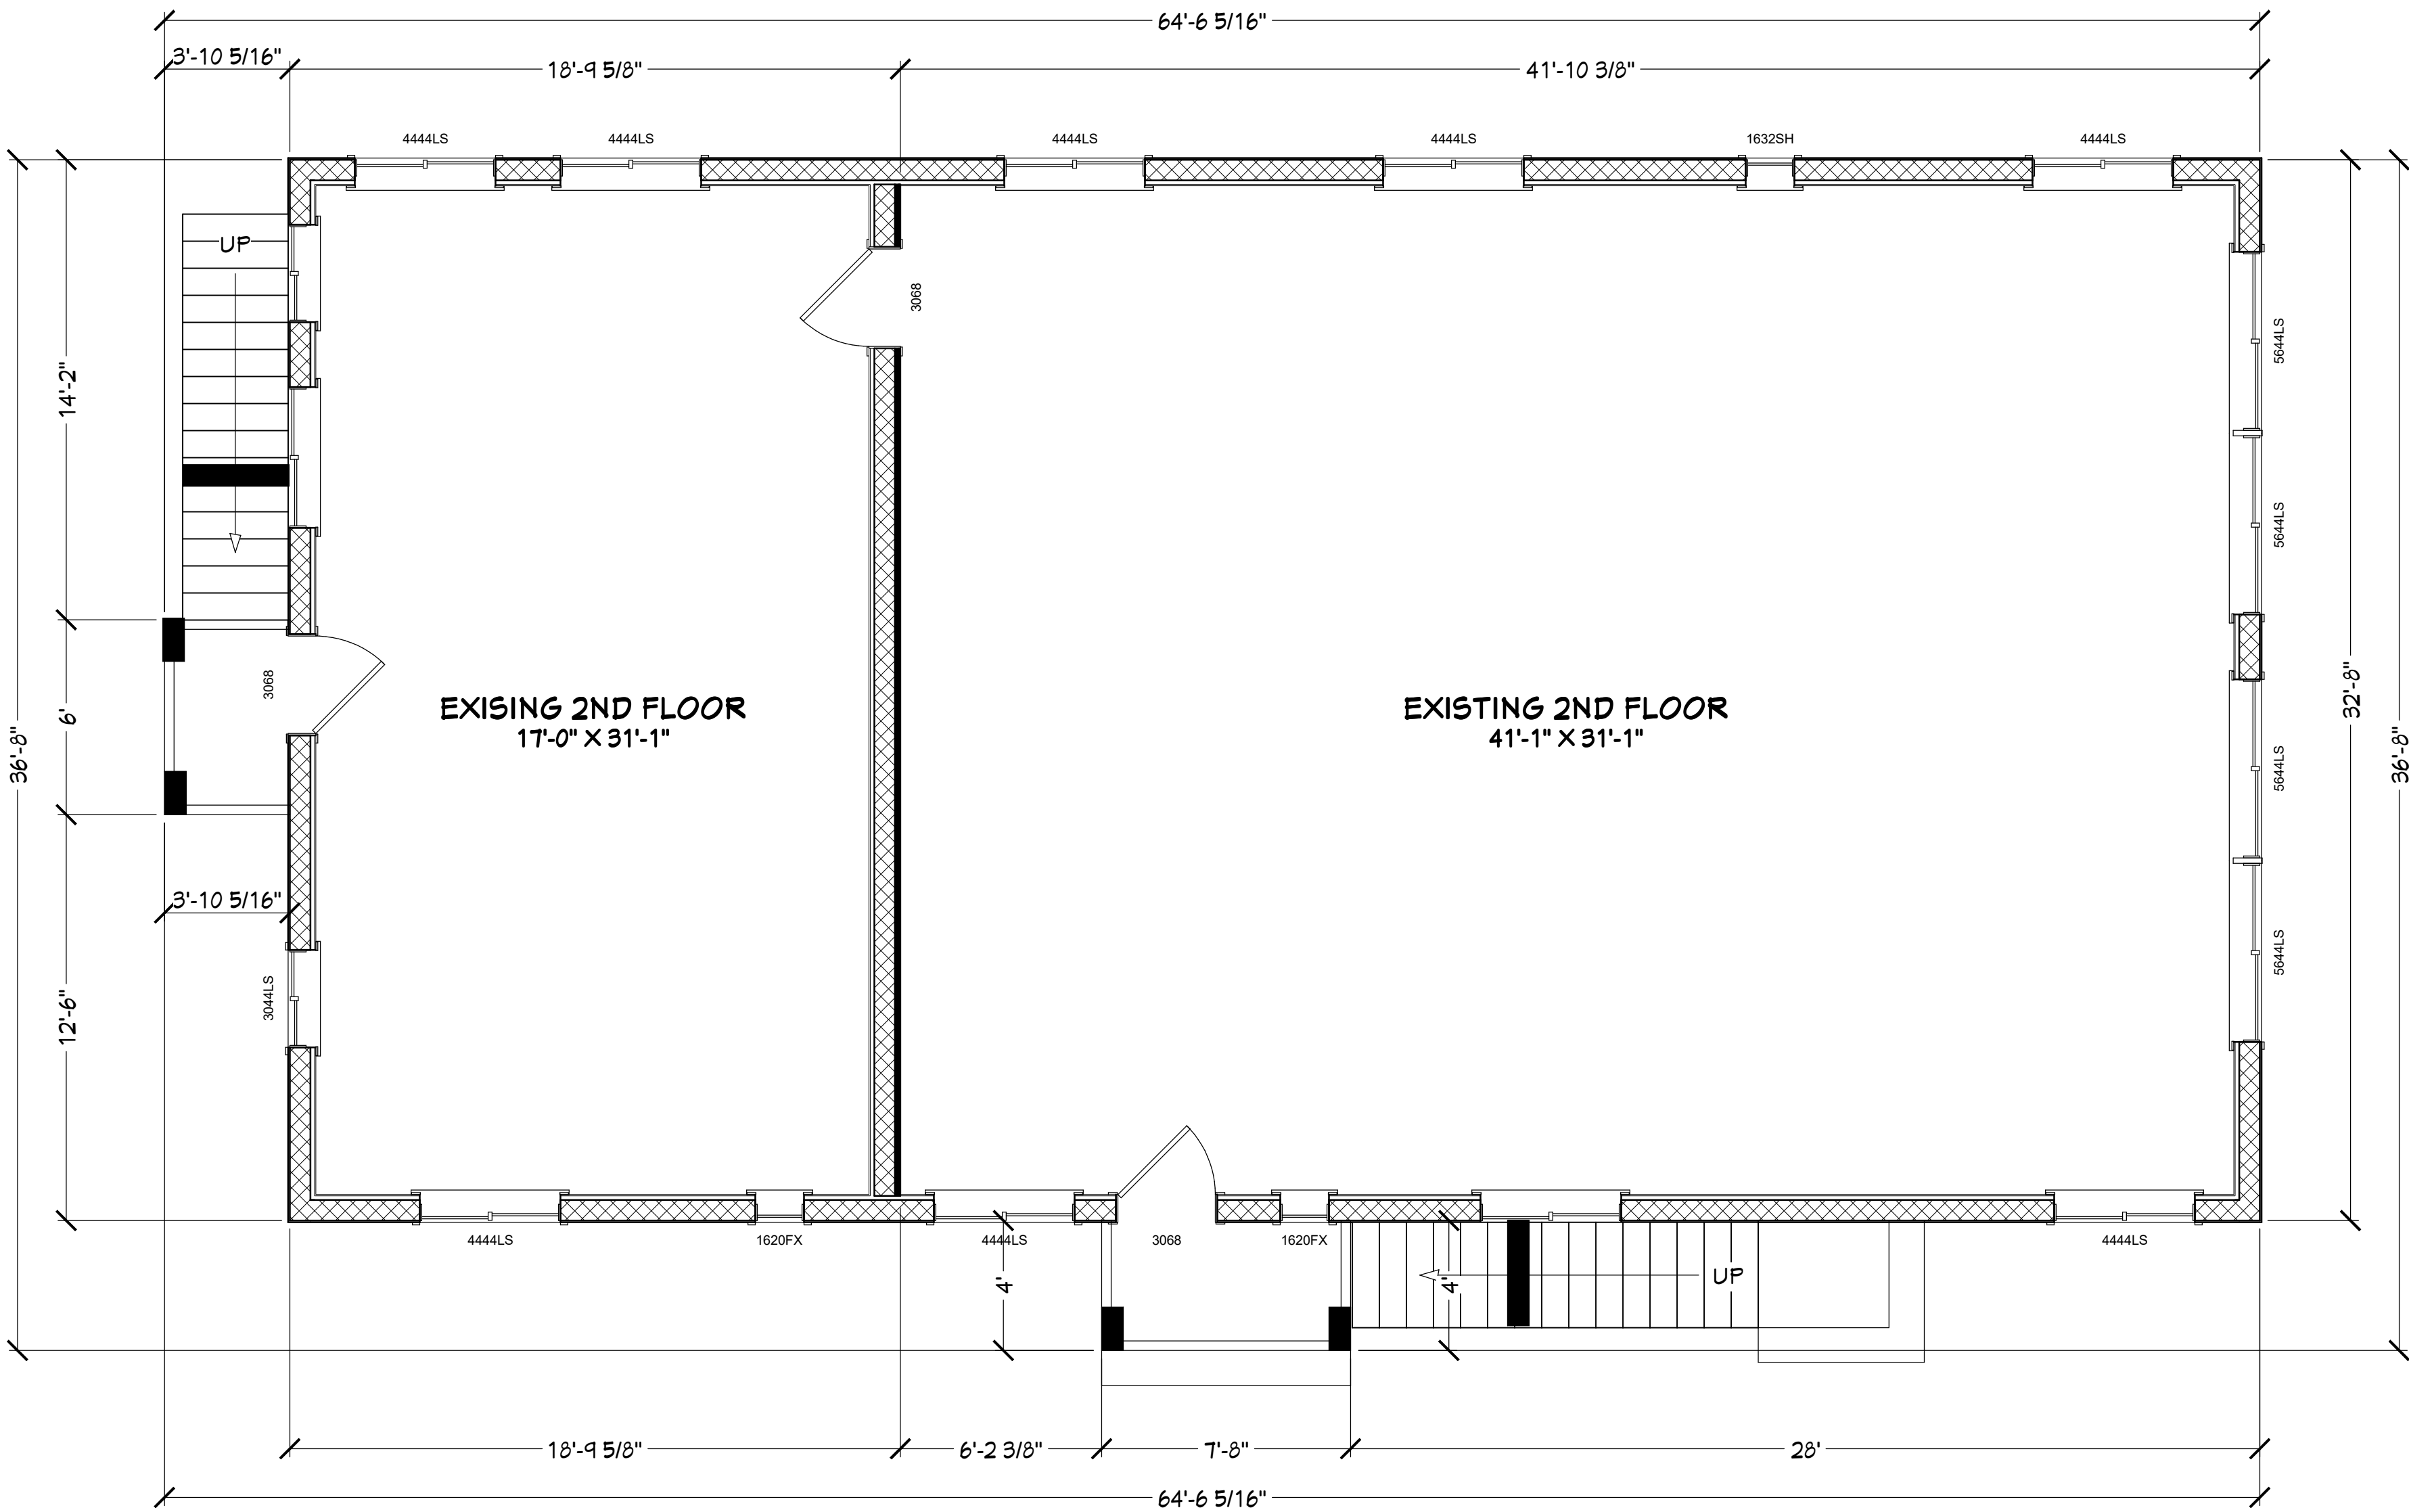 64'-6 5/16"
3'-10 5/16"
18'-9 5/8"
41'-10 3/8"
4444LS
4444LS
4444LS
4444LS
1632SH
4444LS
UP
3068
5644LS
14'-2"
5644LS
3068
EXISING 2ND FLOOR
17'-0" X 31'-1"
EXISTING 2ND FLOOR
41'-1" X 31'-1"
6'
32'-8"
36'-8"
36'-8"
5644LS
3'-10 5/16"
5644LS
3044LS
12'-6"
4444LS
1620FX
4444LS
3068
1620FX
4444LS
4'
4'
UP
18'-9 5/8"
6'-2 3/8"
7'-8"
28'
64'-6 5/16"